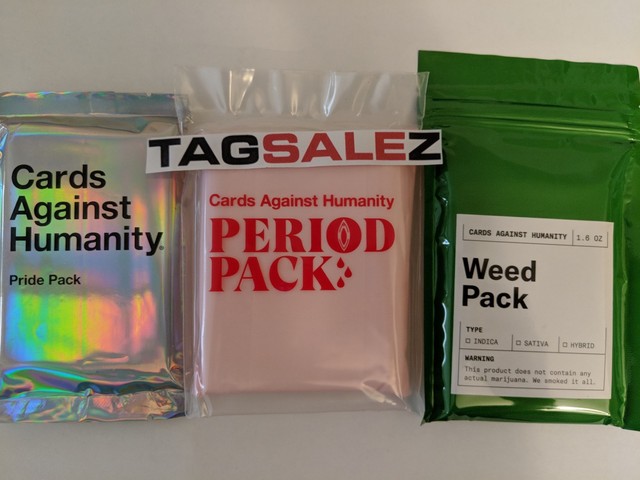 Cards
Against
Humanity®
Pride Pack
TAGSALEZ
Cards Against Humanity
PERIOD
PACK:
CARDS AGAINST HUMANITY 1.6 OZ
Weed
Pack
TYPE
☐ INDICA ☐ SATIVA ☐ HYBRID
WARNING
This product does not contain any
actual marijuana. We smoked it all.